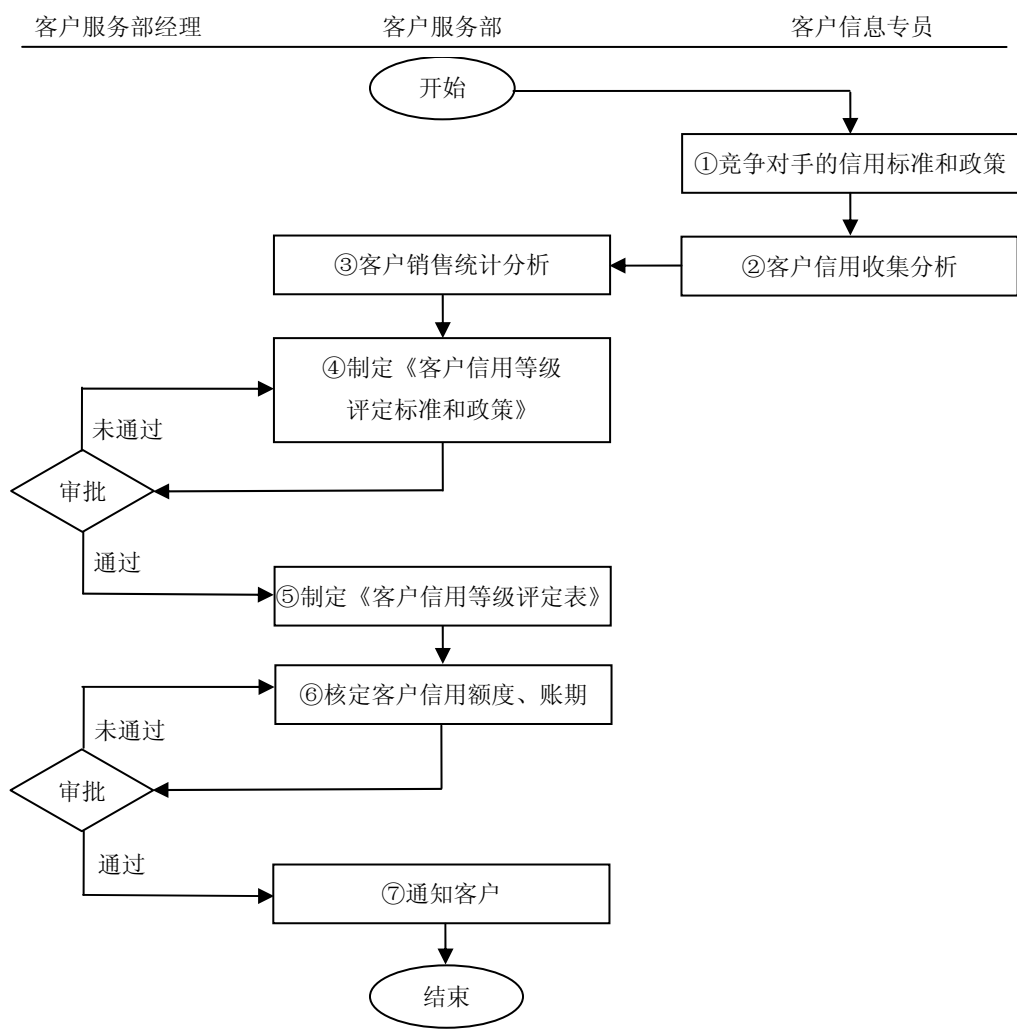 客户服务部经理
客户服务部
客户信息专员
开始
①竞争对手的信用标准和政策
②客户信用收集分析
③客户销售统计分析
④制定《客户信用等级
评定标准和政策》
未通过
审批
通过
⑤制定《客户信用等级评定表》
⑥核定客户信用额度、账期
未通过
审批
通过
⑦通知客户
结束